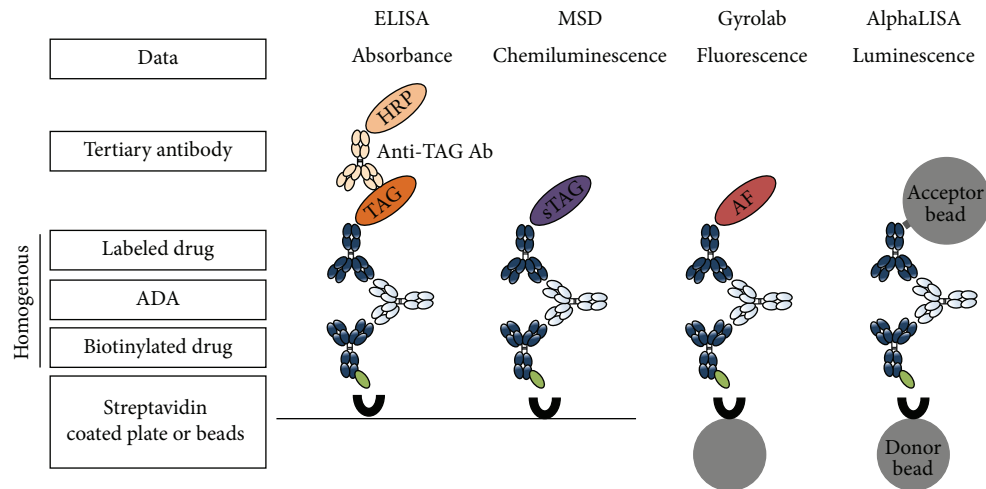 ELISA
MSD
Gyrolab
AlphaLISA
Data
Absorbance
Chemiluminescence
Fluorescence
Luminescence
HRP
Tertiary antibody
Anti-TAG Ab
TAG
sTAG
AF
Acceptor
bead
Homogenous
Labeled drug
ADA
Biotinylated drug
Streptavidin
coated plate or beads
Donor
bead